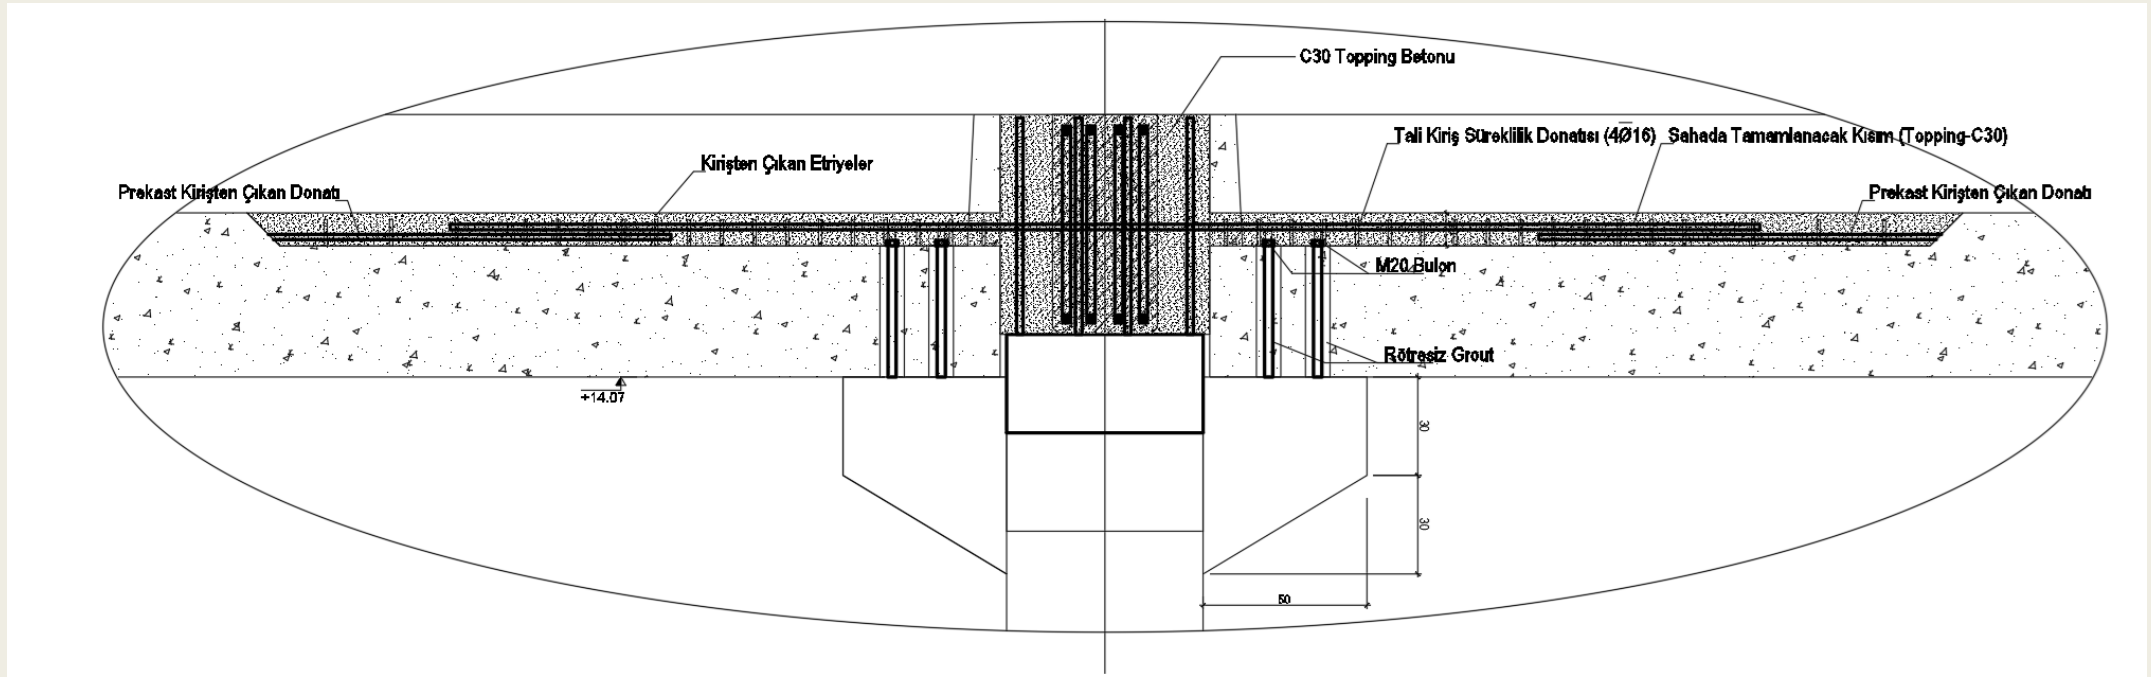 C30 Topping Betonu
Tali Kiriş Süreklilik Donatısı (4Ø16)
Sahada Tamamlanacak Kısım (Topping-C30)
Kirişten Çıkan Etriyeler
Prekast Kirişten Çıkan Donatı
Prekast Kirişten Çıkan Donatı
M20 Bulon
Rötresiz Grout
+14.07
30
30
50